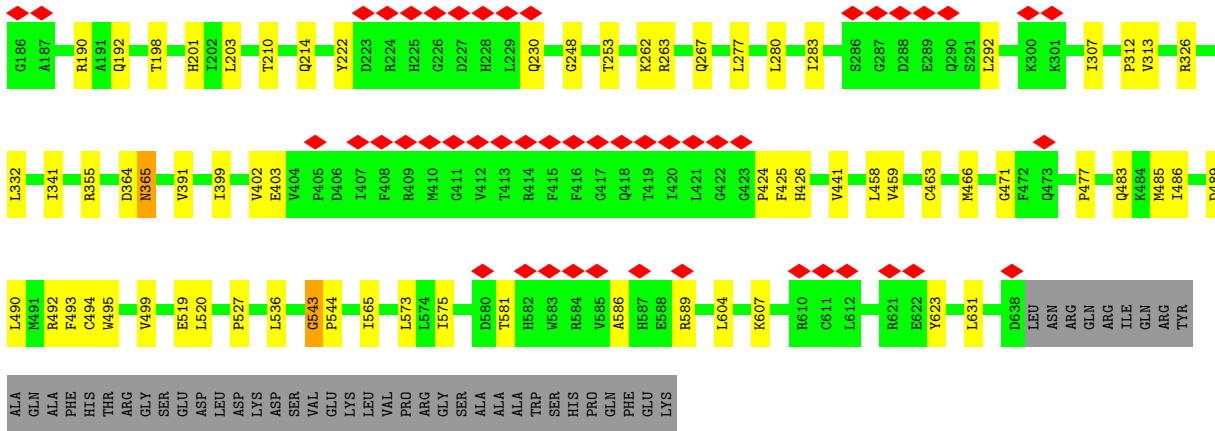 G186 A187 R190 A191 Q192 T198 H201 I202 L203 T210 Q214 Y222 D223 R224 H225 G226 D227 H228 L229 Q230 G248 T253 K262 R263 Q267 L277 L280 I283 S286 G287 D288 E289 Q290 S291 L292 K300 K301 I307 P312 V313 R326
L332 I341 R355 D364 N365 V391 I399 V402 E403 V404 P405 D406 I407 F408 R409 M410 G411 V412 T413 R414 F415 F416 G417 Q418 T419 I420 L421 G422 G423 P424 F425 H426 V441 L458 V459 C463 M466 G471 F472 Q473 P477 Q483 K484 M485 I486
L490 M491 R492 F493 C494 W495 V499 E519 L520 P527 L536 G543 P544 I565 L573 L574 I575 D580 T581 H582 W583 R584 V585 A586 H587 E588 R589 L604 K607 R610 C611 L612 R621 E622 Y623 L631 D638 LEU ASN ARG GLN ARG ILE GLN ARG TYR
ALA GLN ALA PHE HIS THR ARG GLY SER GLU ASP LEU ASP LYS ASP SER VAL GLU LYS LEU VAL PRO ARG GLY SER ALA ALA ALA TRP SER HIS PRO GLN PHE GLU LYS